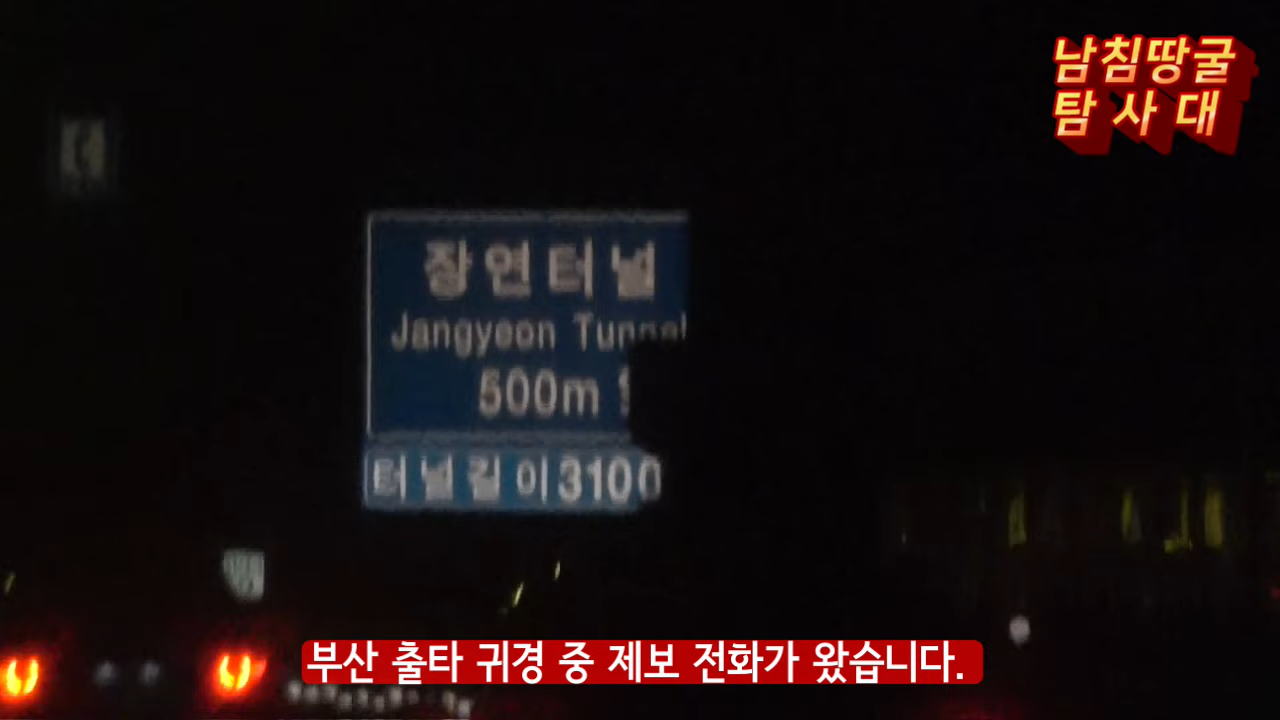 남침땅굴
탐사대
장연터널
Jangyeon Tunnel
500m
터널길이3100
부산 출타 귀경 중 제보 전화가 왔습니다.